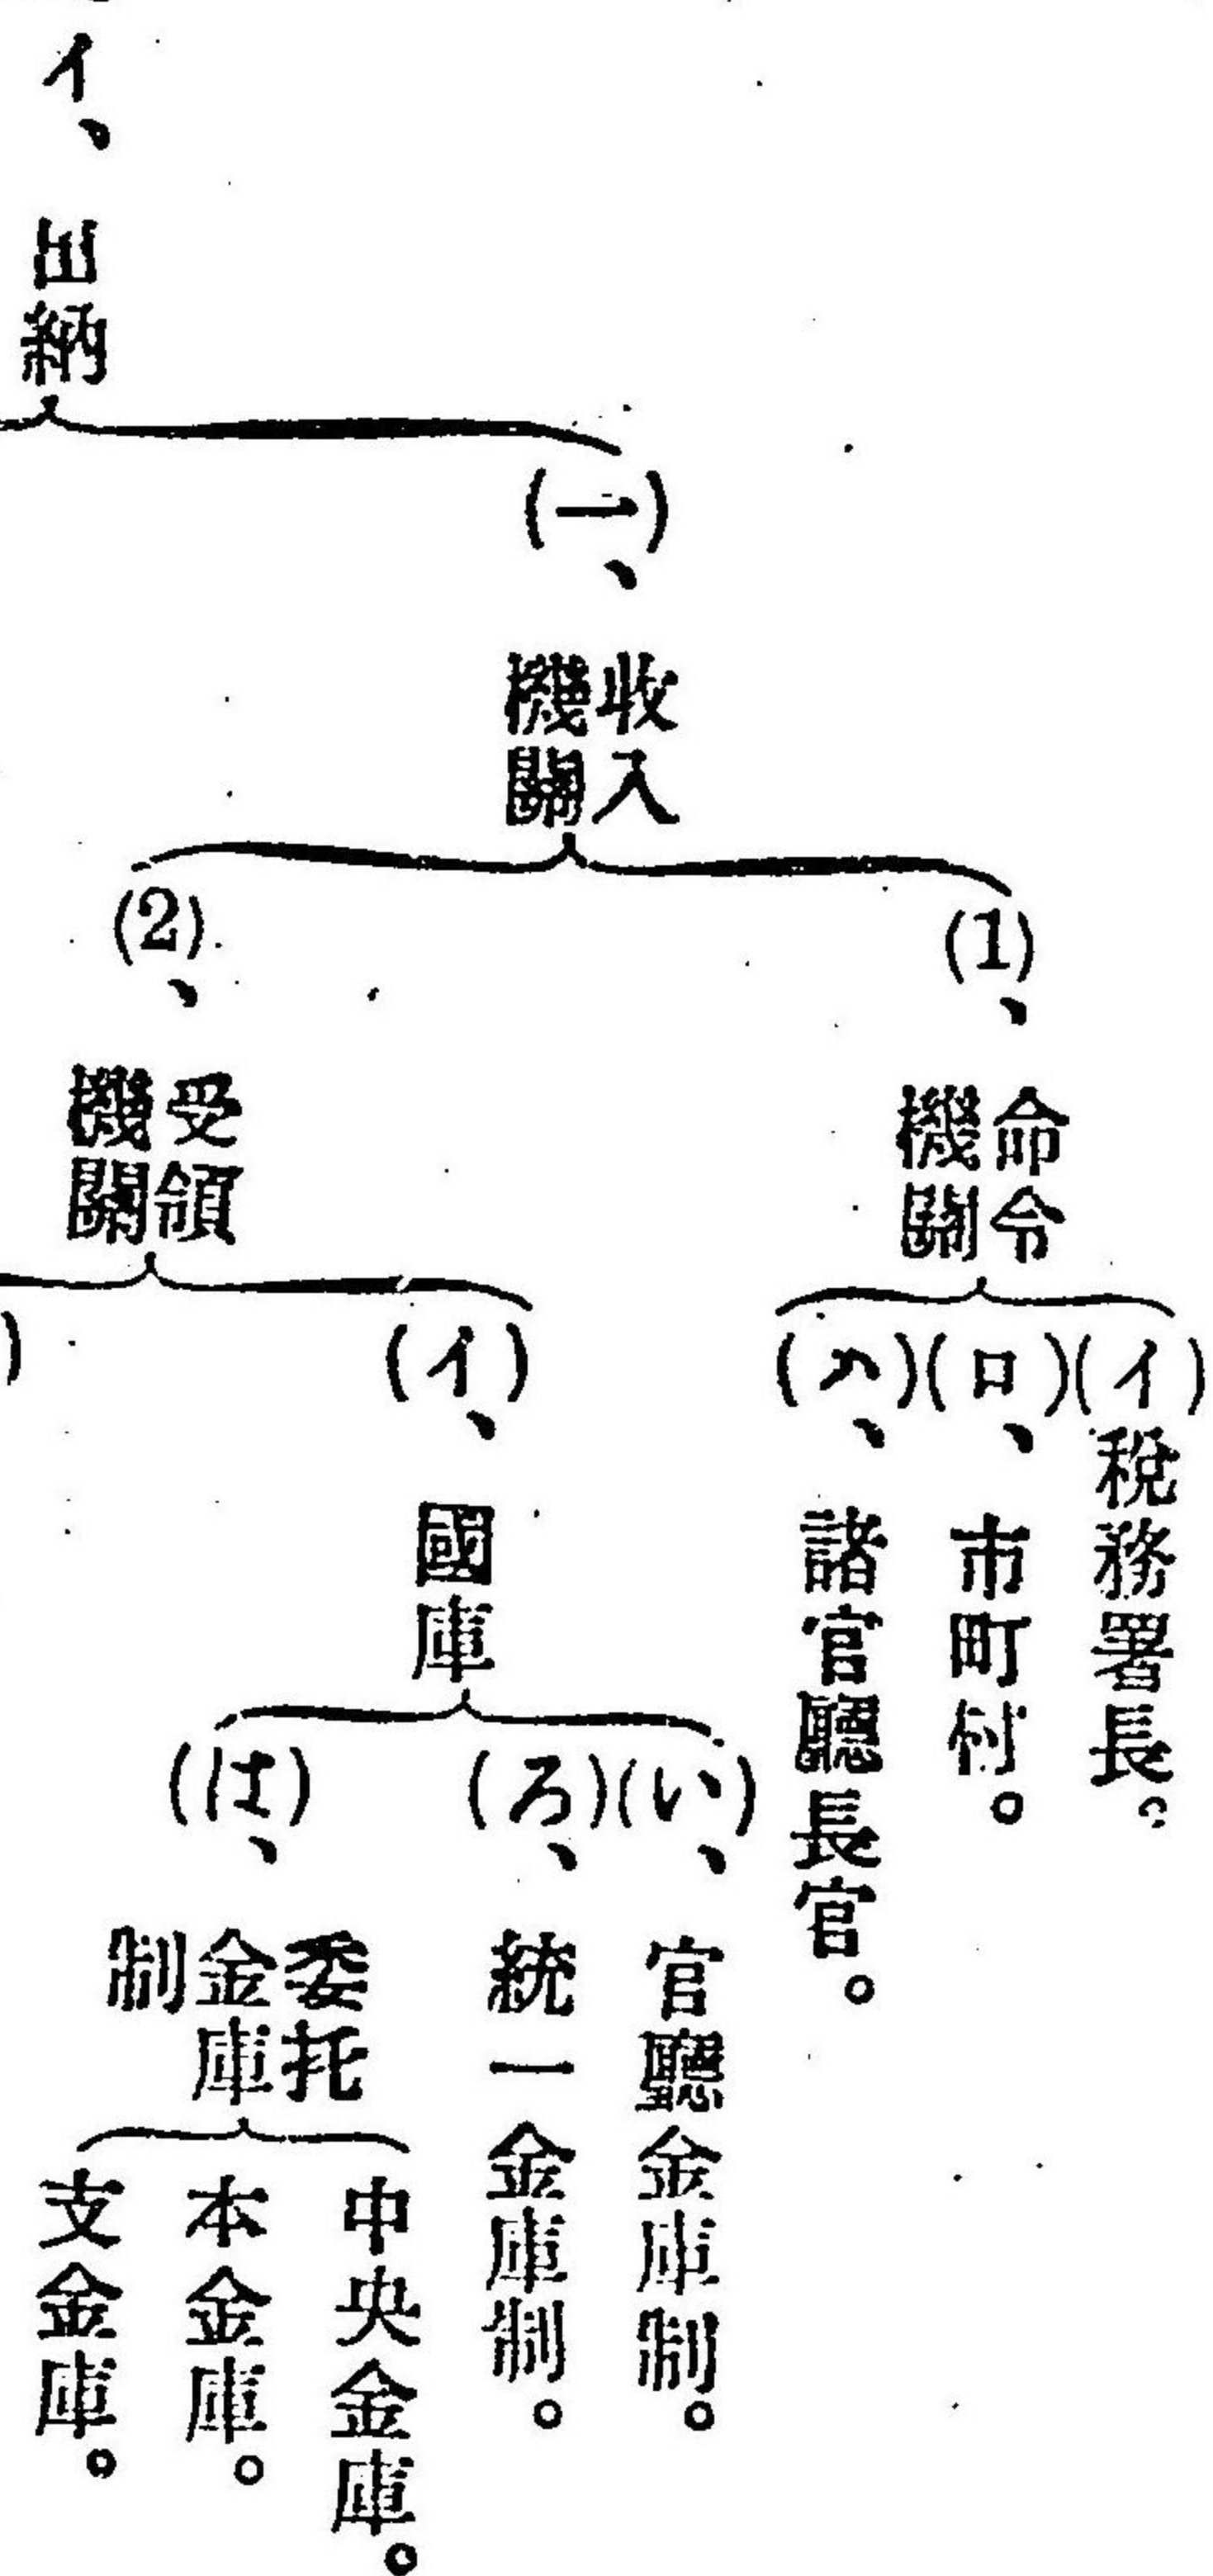 イ、出納
(一)、收入
機關
(1)、命令
機關
(イ)稅務署長。
(ロ)、市町村。
(ハ)、諸官廳長官。
(2)、受領
機關
(イ)、國庫
(い)、官廳金庫制。
(ろ)、統一金庫制。
(は)、委托
金庫
制
中央金庫。
本金庫。
支金庫。